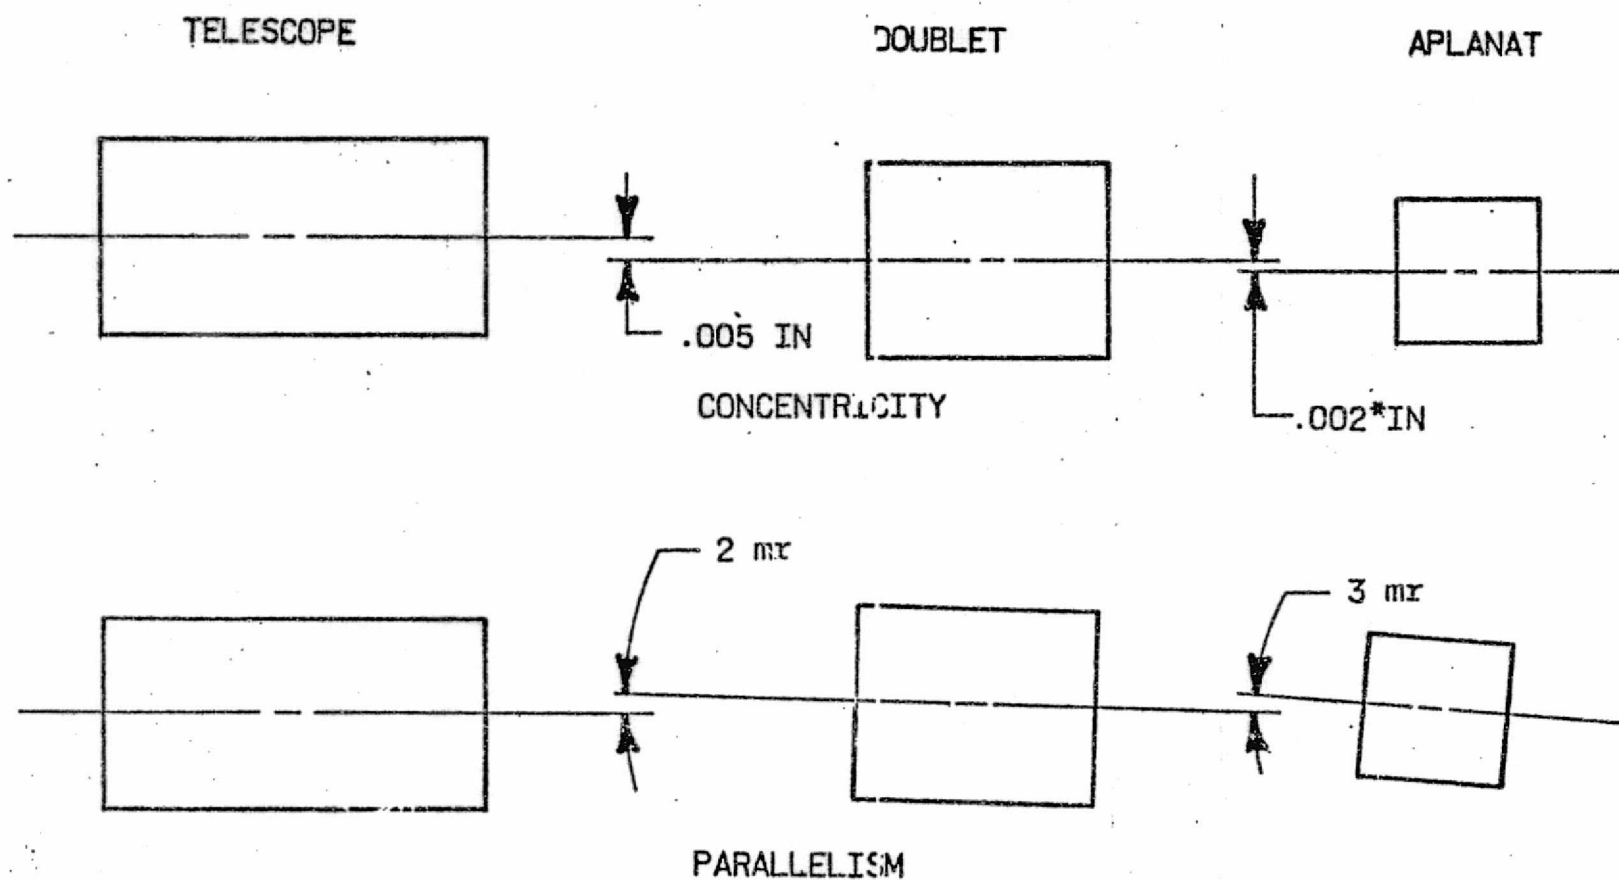 TELESCOPE DOUBLET APLANAT
.005 IN
CONCENTRICITY
.002*IN
2 mr
3 mr
PARALLELISM